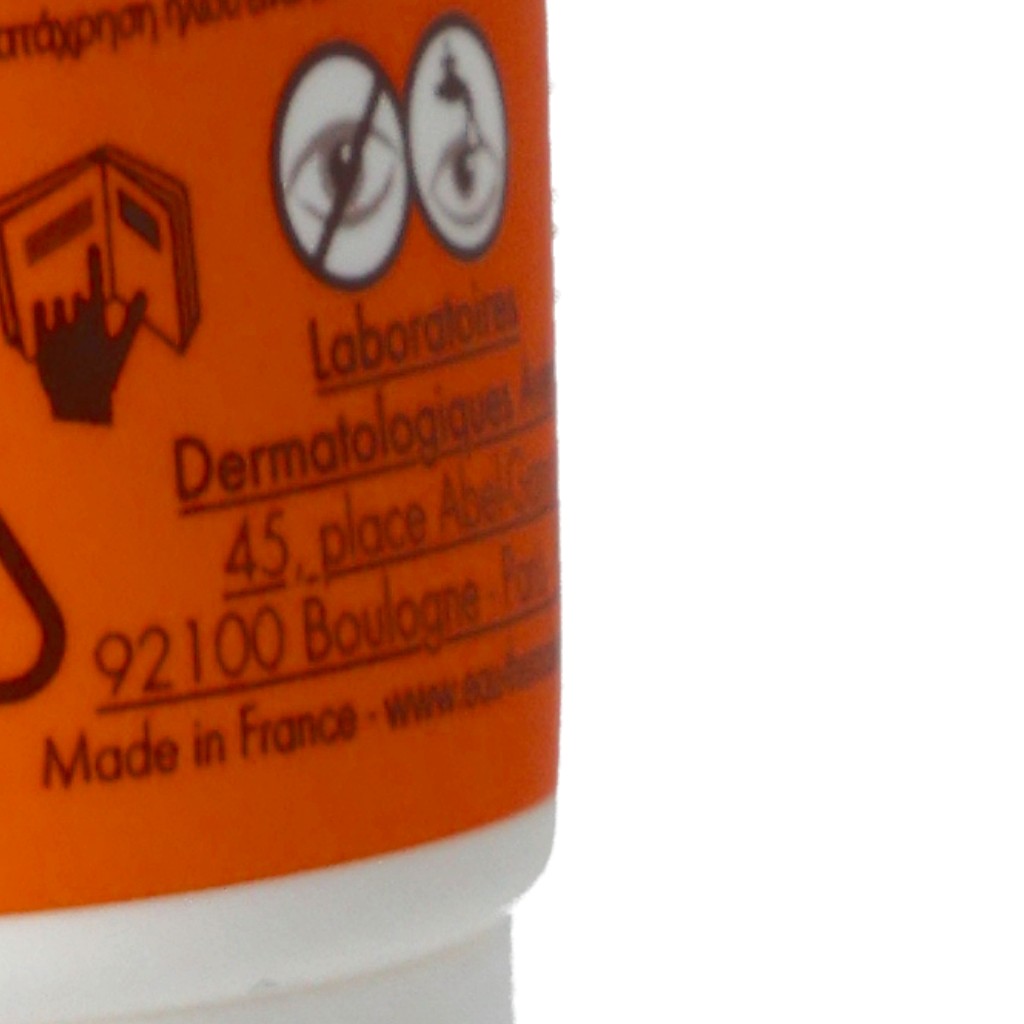 Laboratoires
Dermatologiques
45, place Abel-
92100 Boulogne -
Made in France - www.